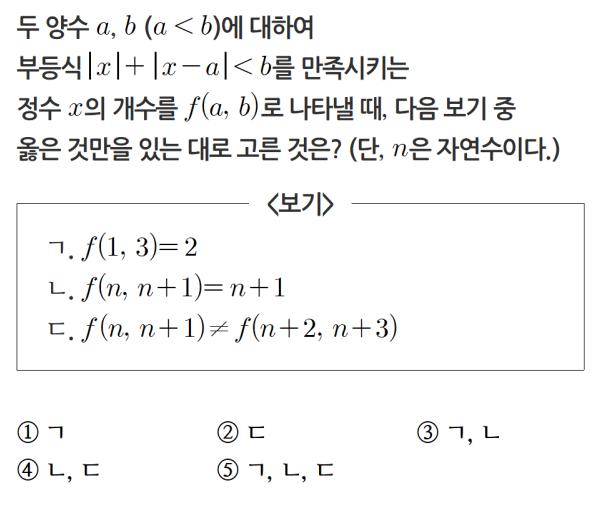 두 양수 a, b (a < b)에 대하여
부등식 |x| + |x − a| < b를 만족시키는
정수 x의 개수를 f(a, b)로 나타낼 때, 다음 보기 중
옳은 것만을 있는 대로 고른 것은? (단, n은 자연수이다.)
<보기>
ㄱ. f(1, 3) = 2
ㄴ. f(n, n+1) = n+1
ㄷ. f(n, n+1) ≠ f(n+2, n+3)
① ㄱ ② ㄷ ③ ㄱ, ㄴ
④ ㄴ, ㄷ ⑤ ㄱ, ㄴ, ㄷ